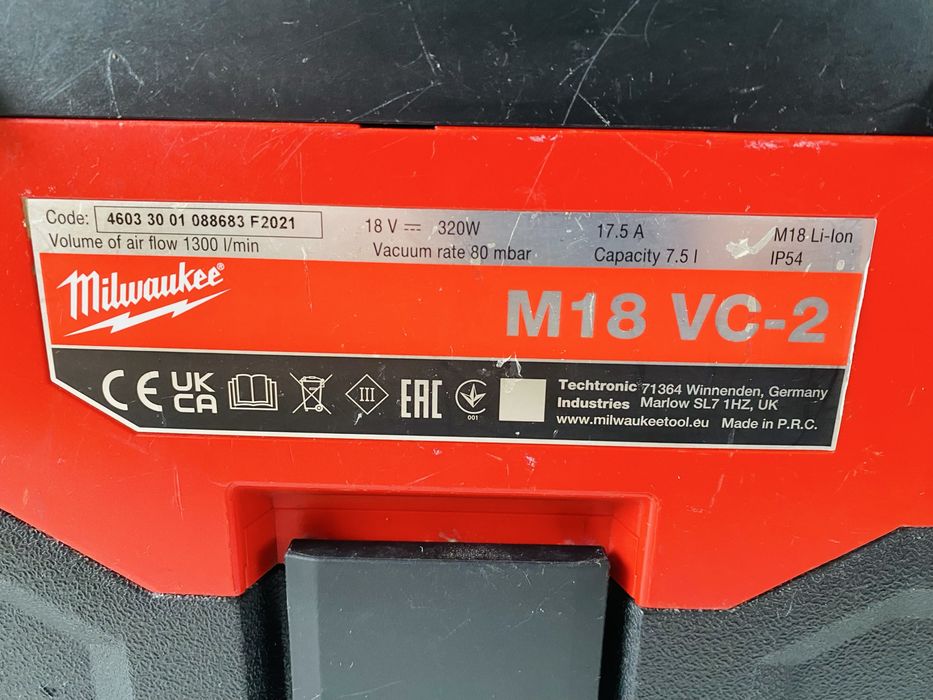 Code: 4603 30 01 088683 F2021 18 V ⎓ 320W 17.5 A M18 Li-Ion
Volume of air flow 1300 l/min Vacuum rate 80 mbar Capacity 7.5 l IP54
Milwaukee®
M18 VC-2
CE UK CA III EAC 001
Techtronic Industries
71364 Winnenden, Germany
Marlow SL7 1HZ, UK
www.milwaukeetool.eu Made in P.R.C.